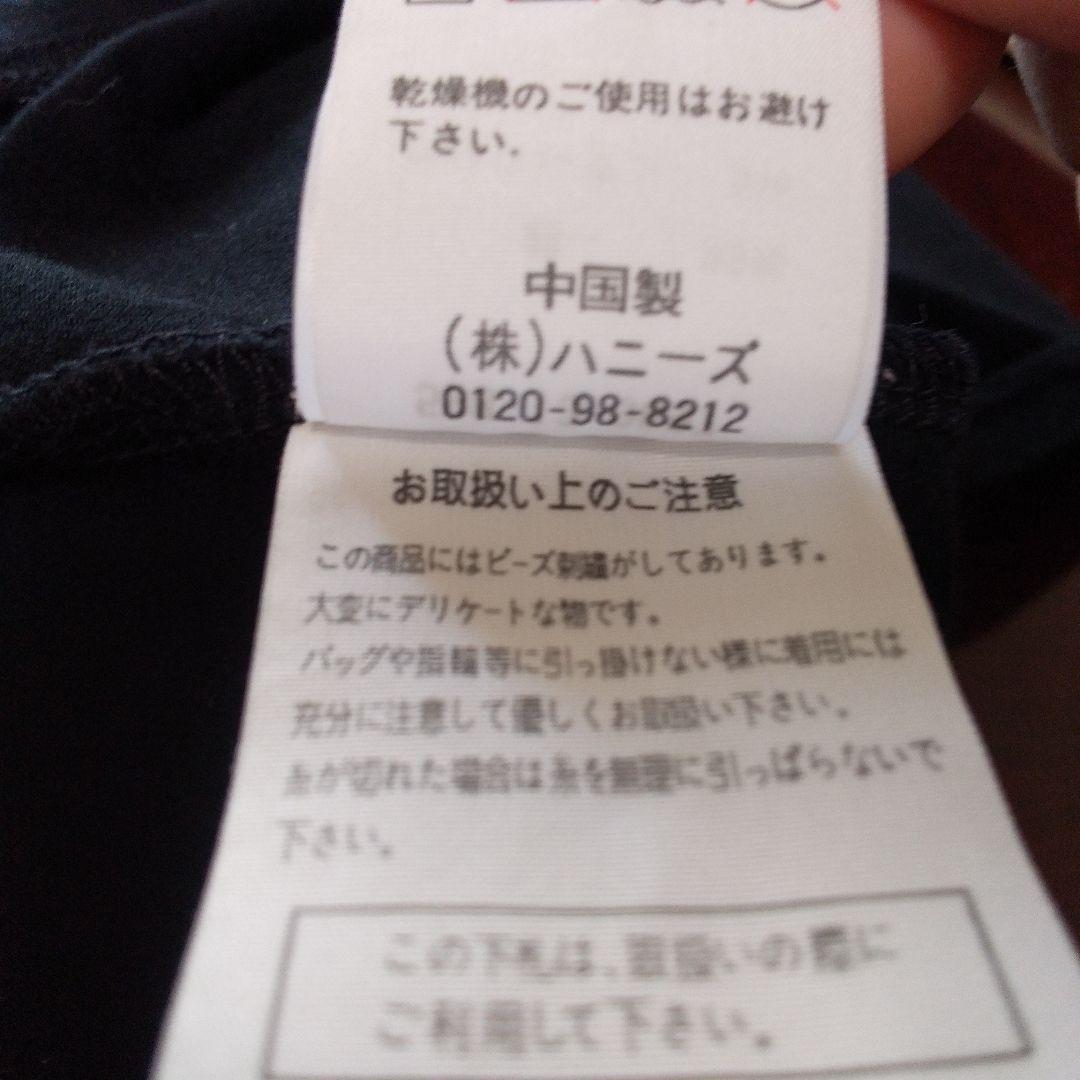 乾燥機のご使用はお避け
下さい.
中国製
(株)ハニーズ
0120-98-8212
お取扱い上のご注意
この商品にはビーズ刺繍がしてあります。
大変にデリケートな物です。
バッグや指輪等に引っ掛けない様に着用には
充分に注意して優しくお取扱い下さい。
糸が切れた場合は糸を無理に引っぱらないで
下さい。
この下札は、取扱いの際に
ご利用して下さい。